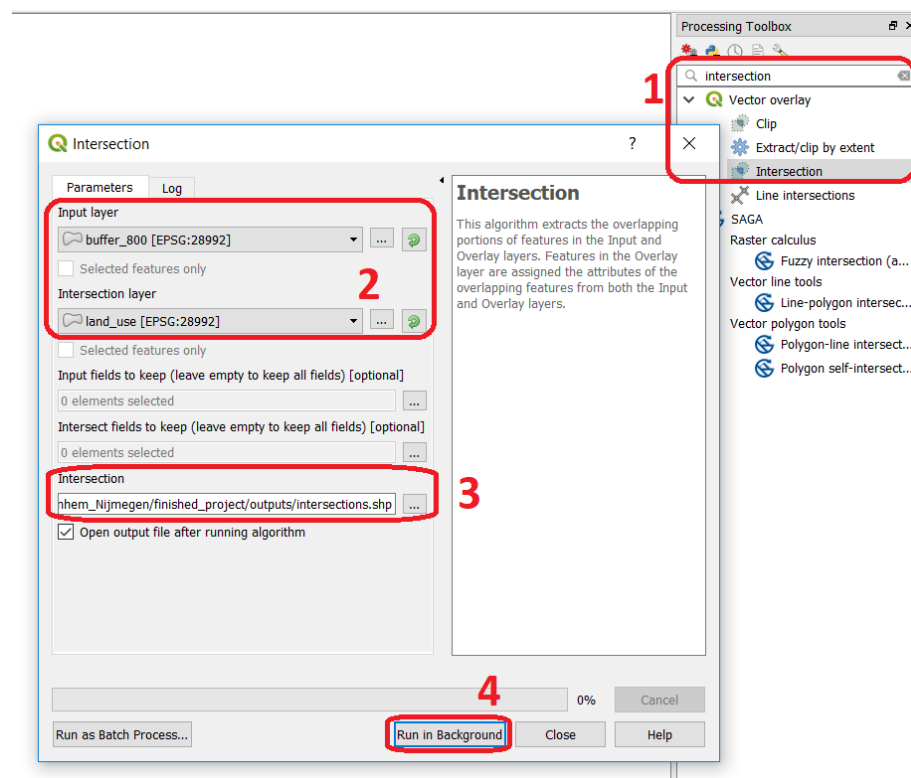 Processing Toolbox
1
intersection
Vector overlay
Clip
Extract/clip by extent
Intersection
Line intersections
SAGA
Raster calculus
Fuzzy intersection (a...
Vector line tools
Line-polygon intersec...
Vector polygon tools
Polygon-line intersect...
Polygon self-intersect...
Intersection
?
Parameters
Log
Input layer
buffer_800 [EPSG:28992]
...
Selected features only
2
Intersection layer
land_use [EPSG:28992]
...
Selected features only
Input fields to keep (leave empty to keep all fields) [optional]
0 elements selected
...
Intersect fields to keep (leave empty to keep all fields) [optional]
0 elements selected
...
Intersection
nhem_Nijmegen/finished_project/outputs/intersections.shp
...
3
Open output file after running algorithm
Intersection
This algorithm extracts the overlapping
portions of features in the Input and
Overlay layers. Features in the Overlay
layer are assigned the attributes of the
overlapping features from both the Input
and Overlay layers.
4
0%
Cancel
Run as Batch Process...
Run in Background
Close
Help